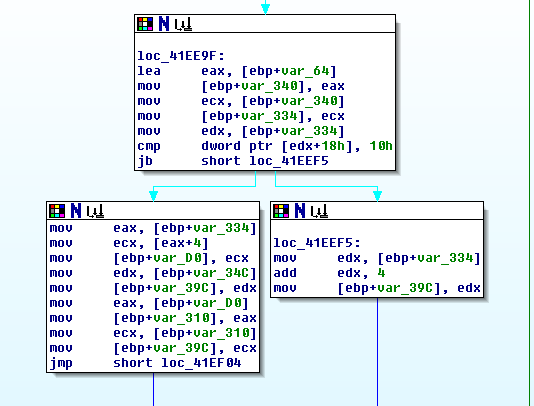 loc_41EE9F:
lea eax, [ebp+var_64]
mov [ebp+var_340], eax
mov ecx, [ebp+var_340]
mov [ebp+var_334], ecx
mov edx, [ebp+var_334]
cmp dword ptr [edx+18h], 10h
jb short loc_41EEF5
mov eax, [ebp+var_334]
mov ecx, [eax+4]
mov [ebp+var_D0], ecx
mov edx, [ebp+var_34C]
mov [ebp+var_39C], edx
mov eax, [ebp+var_D0]
mov [ebp+var_310], eax
mov ecx, [ebp+var_310]
mov [ebp+var_39C], ecx
jmp short loc_41EF04
loc_41EEF5:
mov edx, [ebp+var_334]
add edx, 4
mov [ebp+var_39C], edx